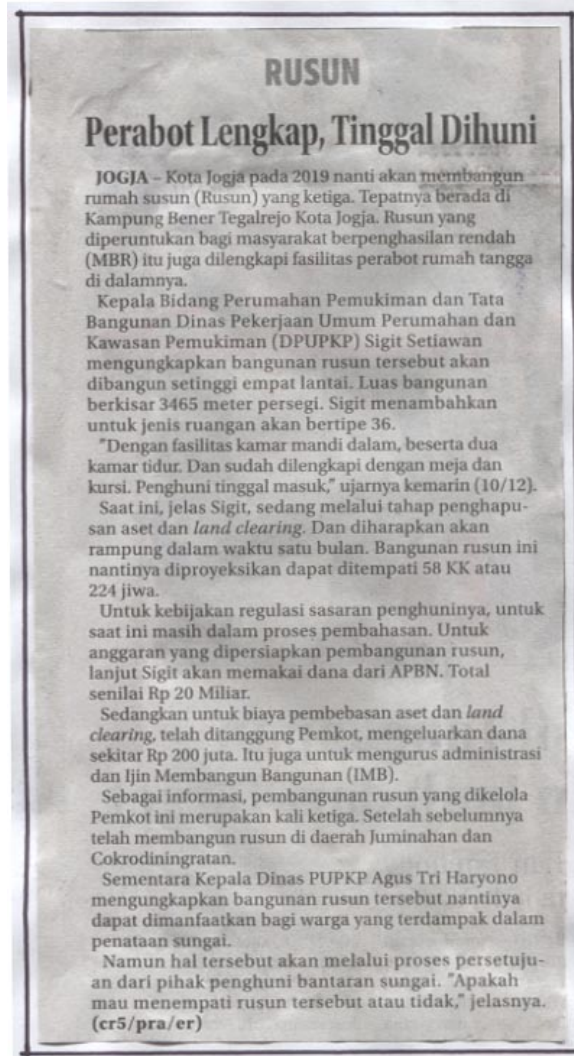 RUSUN
Perabot Lengkap, Tinggal Dihuni
JOGJA – Kota Jogja pada 2019 nanti akan membangun
rumah susun (Rusun) yang ketiga. Tepatnya berada di
Kampung Bener Tegalrejo Kota Jogja. Rusun yang
diperuntukan bagi masyarakat berpenghasilan rendah
(MBR) itu juga dilengkapi fasilitas perabot rumah tangga
di dalamnya.
Kepala Bidang Perumahan Pemukiman dan Tata
Bangunan Dinas Pekerjaan Umum Perumahan dan
Kawasan Pemukiman (DPUPKP) Sigit Setiawan
mengungkapkan bangunan rusun tersebut akan
dibangun setinggi empat lantai. Luas bangunan
berkisar 3465 meter persegi. Sigit menambahkan
untuk jenis ruangan akan bertipe 36.
"Dengan fasilitas kamar mandi dalam, beserta dua
kamar tidur. Dan sudah dilengkapi dengan meja dan
kursi. Penghuni tinggal masuk," ujarnya kemarin (10/12).
Saat ini, jelas Sigit, sedang melalui tahap penghapu-
san aset dan land clearing. Dan diharapkan akan
rampung dalam waktu satu bulan. Bangunan rusun ini
nantinya diproyeksikan dapat ditempati 58 KK atau
224 jiwa.
Untuk kebijakan regulasi sasaran penghuninya, untuk
saat ini masih dalam proses pembahasan. Untuk
anggaran yang dipersiapkan pembangunan rusun,
lanjut Sigit akan memakai dana dari APBN. Total
senilai Rp 20 Miliar.
Sedangkan untuk biaya pembebasan aset dan land
clearing, telah ditanggung Pemkot, mengeluarkan dana
sekitar Rp 200 juta. Itu juga untuk mengurus administrasi
dan Ijin Membangun Bangunan (IMB).
Sebagai informasi, pembangunan rusun yang dikelola
Pemkot ini merupakan kali ketiga. Setelah sebelumnya
telah membangun rusun di daerah Juminahan dan
Cokrodiningratan.
Sementara Kepala Dinas PUPKP Agus Tri Haryono
mengungkapkan bangunan rusun tersebut nantinya
dapat dimanfaatkan bagi warga yang terdampak dalam
penataan sungai.
Namun hal tersebut akan melalui proses persetuju-
an dari pihak penghuni bantaran sungai. "Apakah
mau menempati rusun tersebut atau tidak," jelasnya.
(cr5/pra/er)